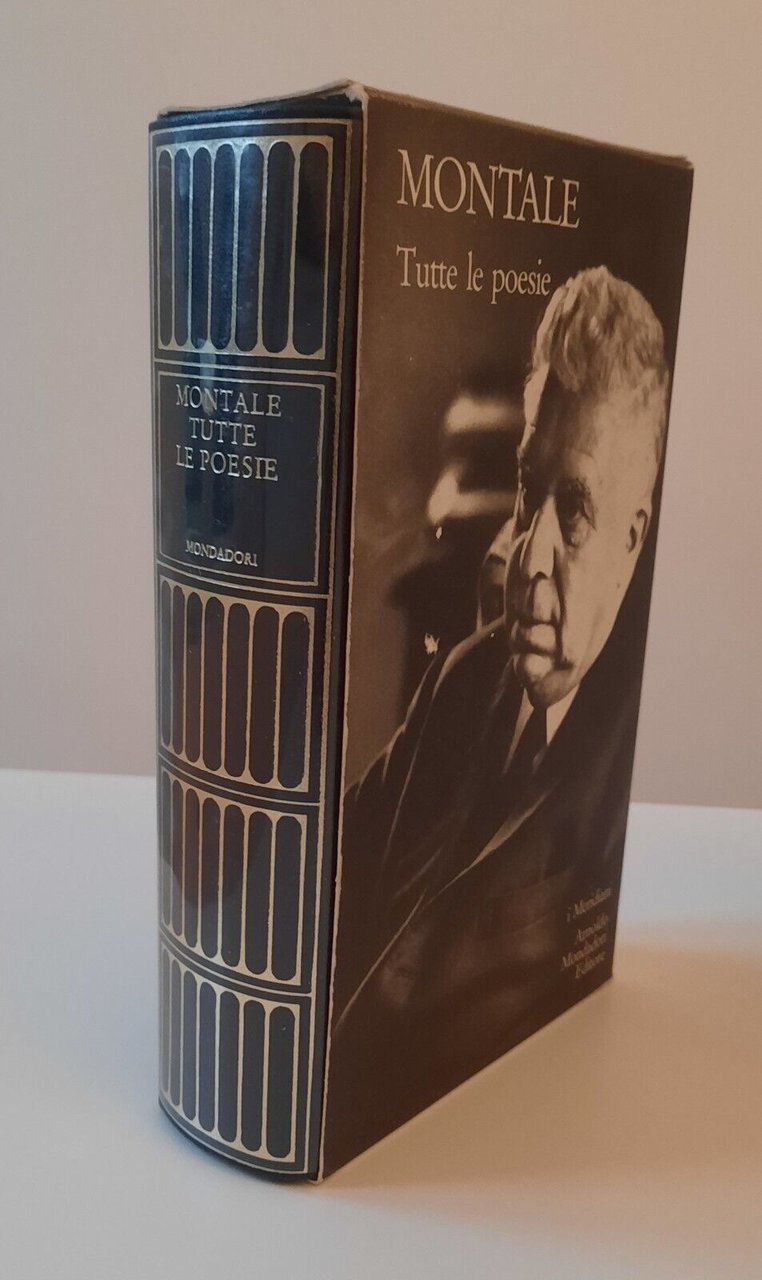 MONTALE
TUTTE
LE POESIE
MONDADORI
MONTALE
Tutte le poesie
i Meridiani
Arnoldo
Mondadori
Editore